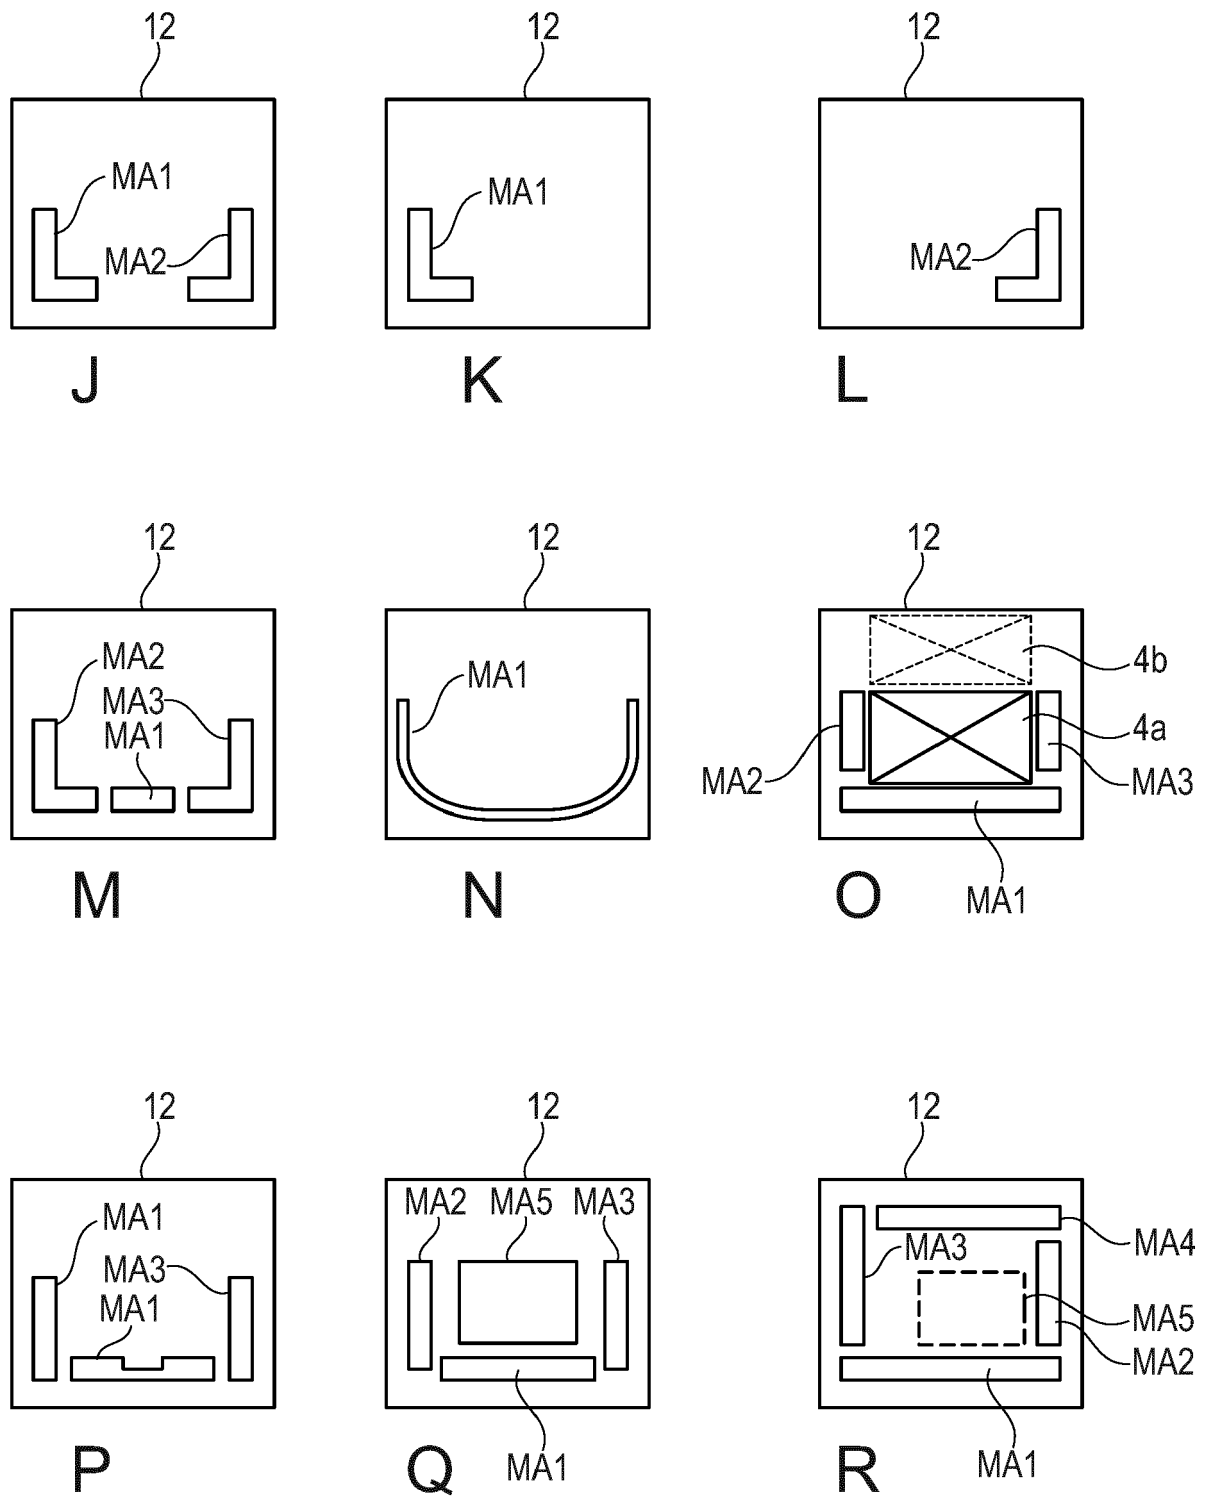 12 12 12
MA1 MA1
MA2 MA2
J K L
12 12 12
MA2 MA1 4b
MA3
MA1 4a
MA2 MA3
MA1
M N O
12 12 12
MA1 MA2 MA5 MA3
MA4
MA3 MA3
MA1 MA5
MA2
MA1 MA1
P Q R